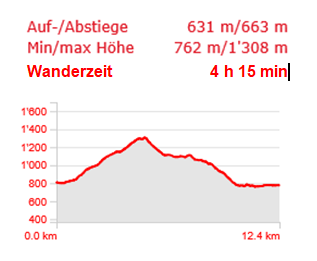 Auf-/Abstiege 631 m/663 m
Min/max Höhe 762 m/1'308 m
Wanderzeit 4 h 15 min
1'600
1'400
1'200
1'000
800
600
400
0.0 km 12.4 km